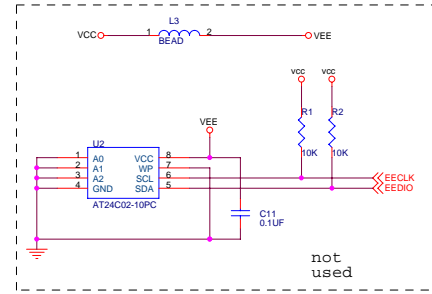 L3
VCC 1 2 VEE
BEAD
vcc vcc
VEE R1 R2
U2
10K 10K
1 A0 VCC 8
2 A1 WP 7
3 A2 SCL 6 EECLK
4 GND SDA 5 EEDIO
AT24C02-10PC
C11
0.1UF
not
used